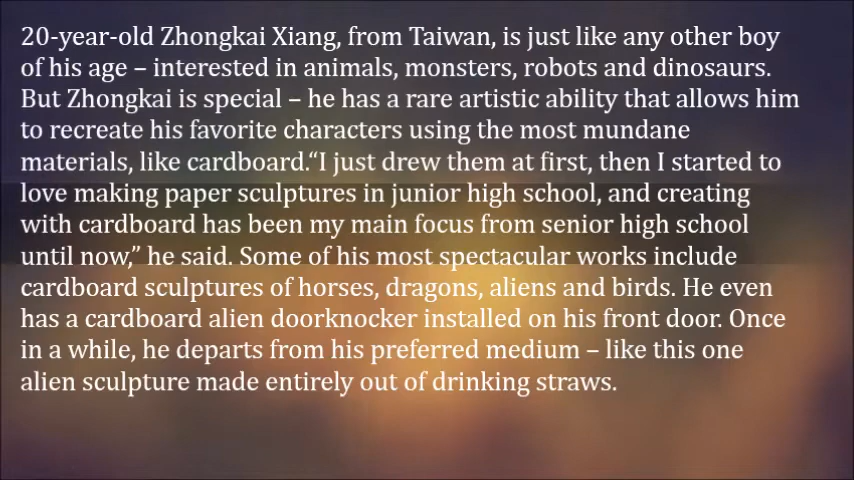 20-year-old Zhongkai Xiang, from Taiwan, is just like any other boy
of his age – interested in animals, monsters, robots and dinosaurs.
But Zhongkai is special – he has a rare artistic ability that allows him
to recreate his favorite characters using the most mundane
materials, like cardboard.“I just drew them at first, then I started to
love making paper sculptures in junior high school, and creating
with cardboard has been my main focus from senior high school
until now,” he said. Some of his most spectacular works include
cardboard sculptures of horses, dragons, aliens and birds. He even
has a cardboard alien doorknocker installed on his front door. Once
in a while, he departs from his preferred medium – like this one
alien sculpture made entirely out of drinking straws.